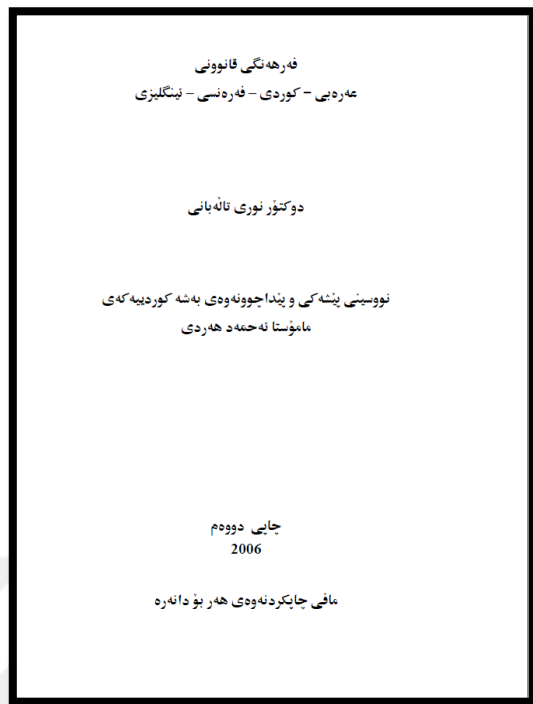 فەرهەنگی قانوونی
عەرەبی – کوردی – فەرەنسی – ئینگلیزی
دوکتۆر نوری تاڵەبانی
نووسینی پێشەکی و پێداچوونەوەی بەشە کوردییەکەی
مامۆستا ئەحمەد هەردی
چاپی دووەم
2006
مافی چاپکردنەوەی هەر بۆ دانەرە